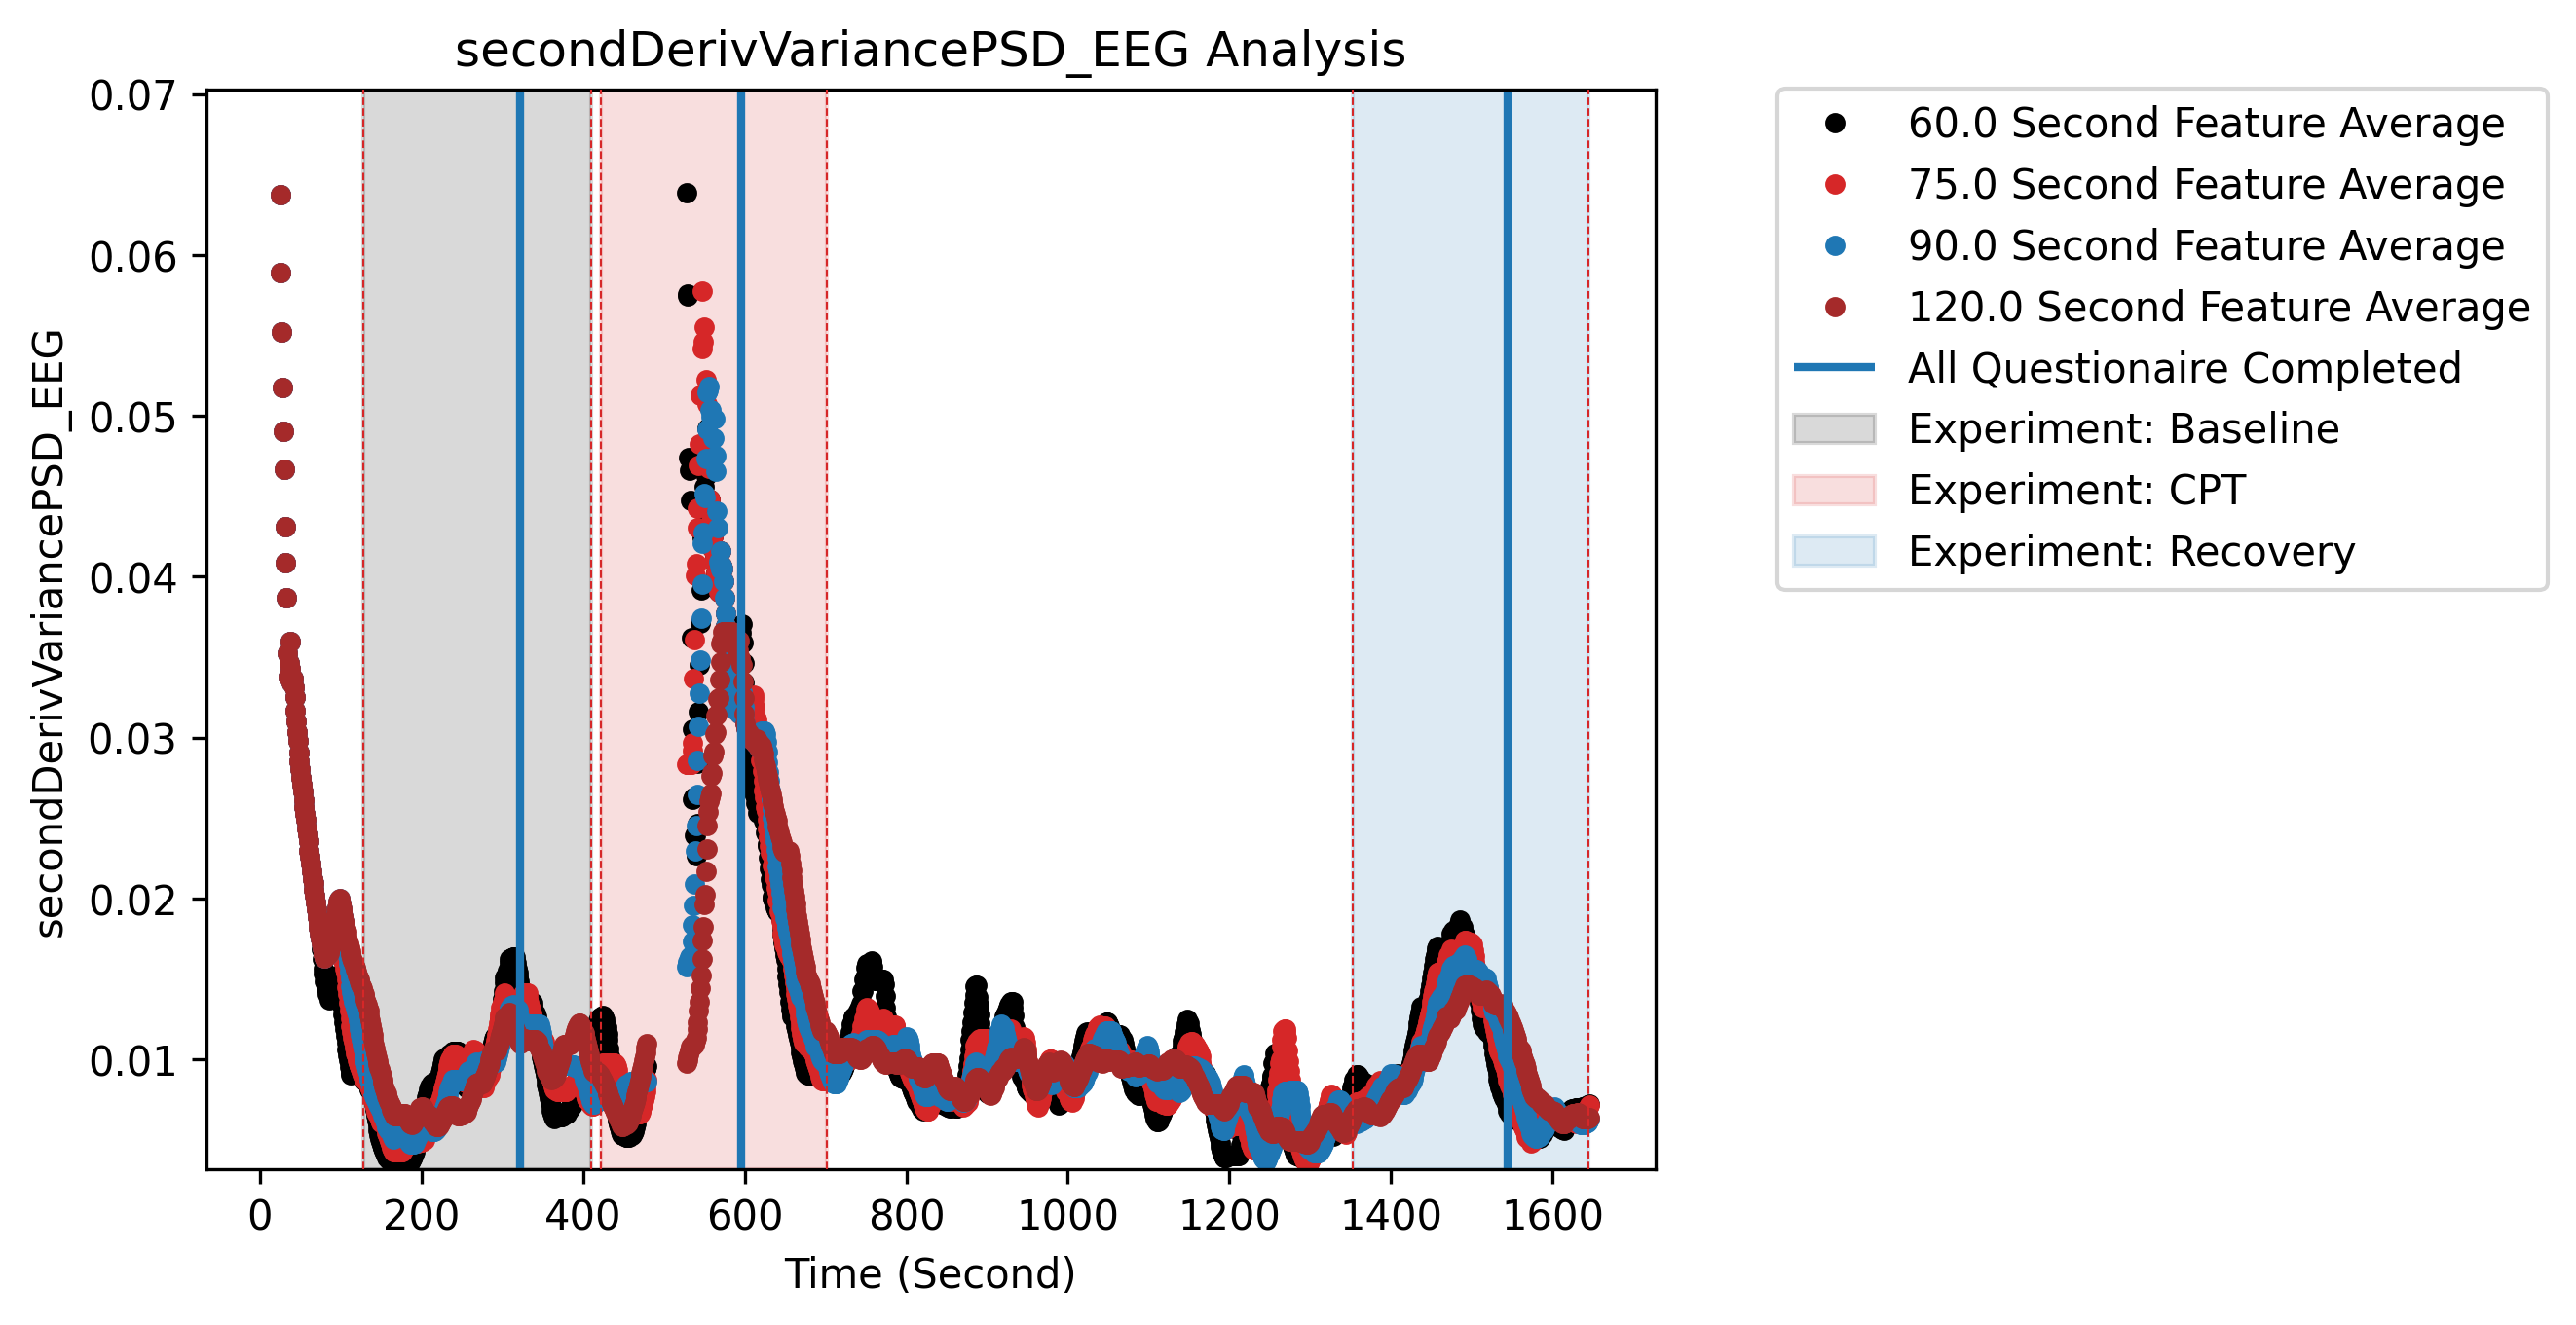 secondDerivVariancePSD_EEG Analysis
secondDerivVariancePSD_EEG
0.07
0.06
0.05
0.04
0.03
0.02
0.01
0 200 400 600 800 1000 1200 1400 1600
Time (Second)
60.0 Second Feature Average
75.0 Second Feature Average
90.0 Second Feature Average
120.0 Second Feature Average
All Questionaire Completed
Experiment: Baseline
Experiment: CPT
Experiment: Recovery